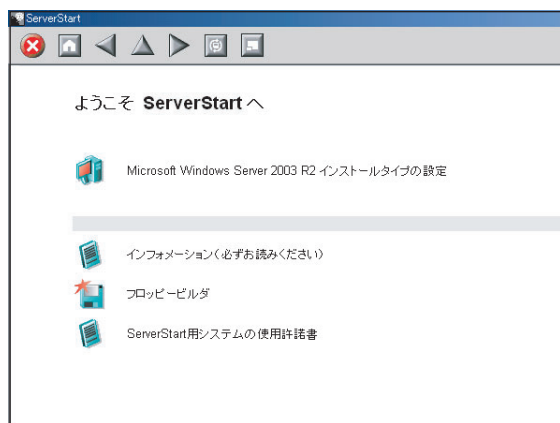 ServerStart
ようこそ ServerStart へ
Microsoft Windows Server 2003 R2 インストールタイプの設定
インフォメーション(必ずお読みください)
フロッピービルダ
ServerStart用システムの使用許諾書